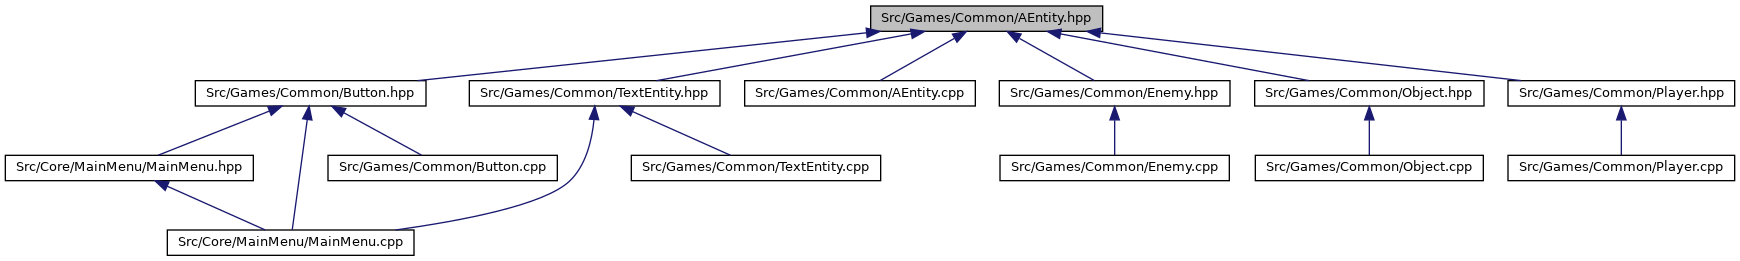 Src/Games/Common/AEntity.hpp
Src/Games/Common/Button.hpp
Src/Games/Common/TextEntity.hpp
Src/Games/Common/AEntity.cpp
Src/Games/Common/Enemy.hpp
Src/Games/Common/Object.hpp
Src/Games/Common/Player.hpp
Src/Core/MainMenu/MainMenu.hpp
Src/Games/Common/Button.cpp
Src/Games/Common/TextEntity.cpp
Src/Games/Common/Enemy.cpp
Src/Games/Common/Object.cpp
Src/Games/Common/Player.cpp
Src/Core/MainMenu/MainMenu.cpp